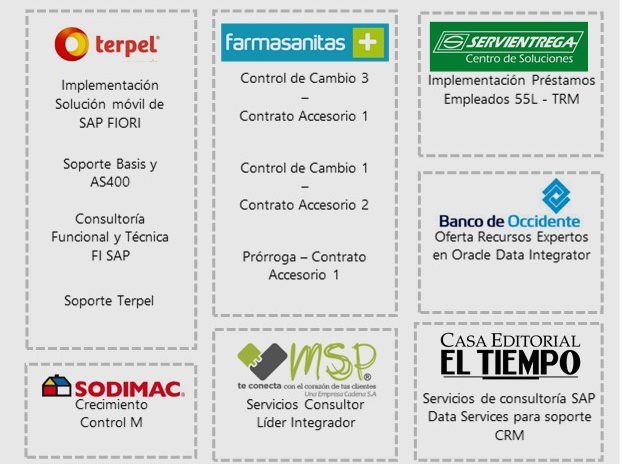 terpel
Implementación
Solución móvil de
SAP FIORI
Soporte Basis y
AS400
Consultoría
Funcional y Técnica
FI SAP
Soporte Terpel
SODIMAC
Crecimiento
Control M
farmasanitas
Control de Cambio 3
–
Contrato Accesorio 1
Control de Cambio 1
–
Contrato Accesorio 2
Prórroga – Contrato
Accesorio 1
MSSP®
te conecta con el corazón de tus clientes
Una Empresa Cadena S.A
Servicios Consultor
Líder Integrador
SERVIENTREGA
Centro de Soluciones
Implementación Préstamos
Empleados 55L - TRM
Banco de Occidente
Oferta Recursos Expertos
en Oracle Data Integrator
CASA EDITORIAL
EL TIEMPO
Servicios de consultoría SAP
Data Services para soporte
CRM